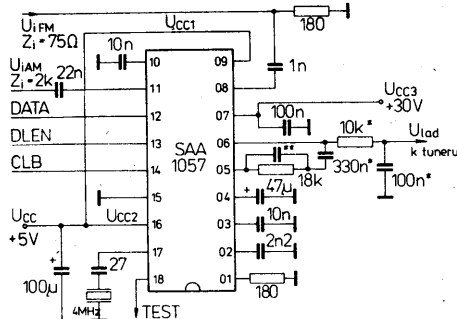 UiFM
Zi = 75Ω
UCC1
180
10n
1n
UiAM
Zi = 2k
22n
DATA
DLEN
CLB
SAA
1057
10
11
12
13
14
15
16
17
18
09
08
07
06
05
04
03
02
01
UCC3
+30V
100n
10k*
Ulad
k tuneru
**
18k
330n*
100n*
+
47µ
10n
2n2
180
UCC
+5V
UCC2
+
100µ
27
4MHz
TEST